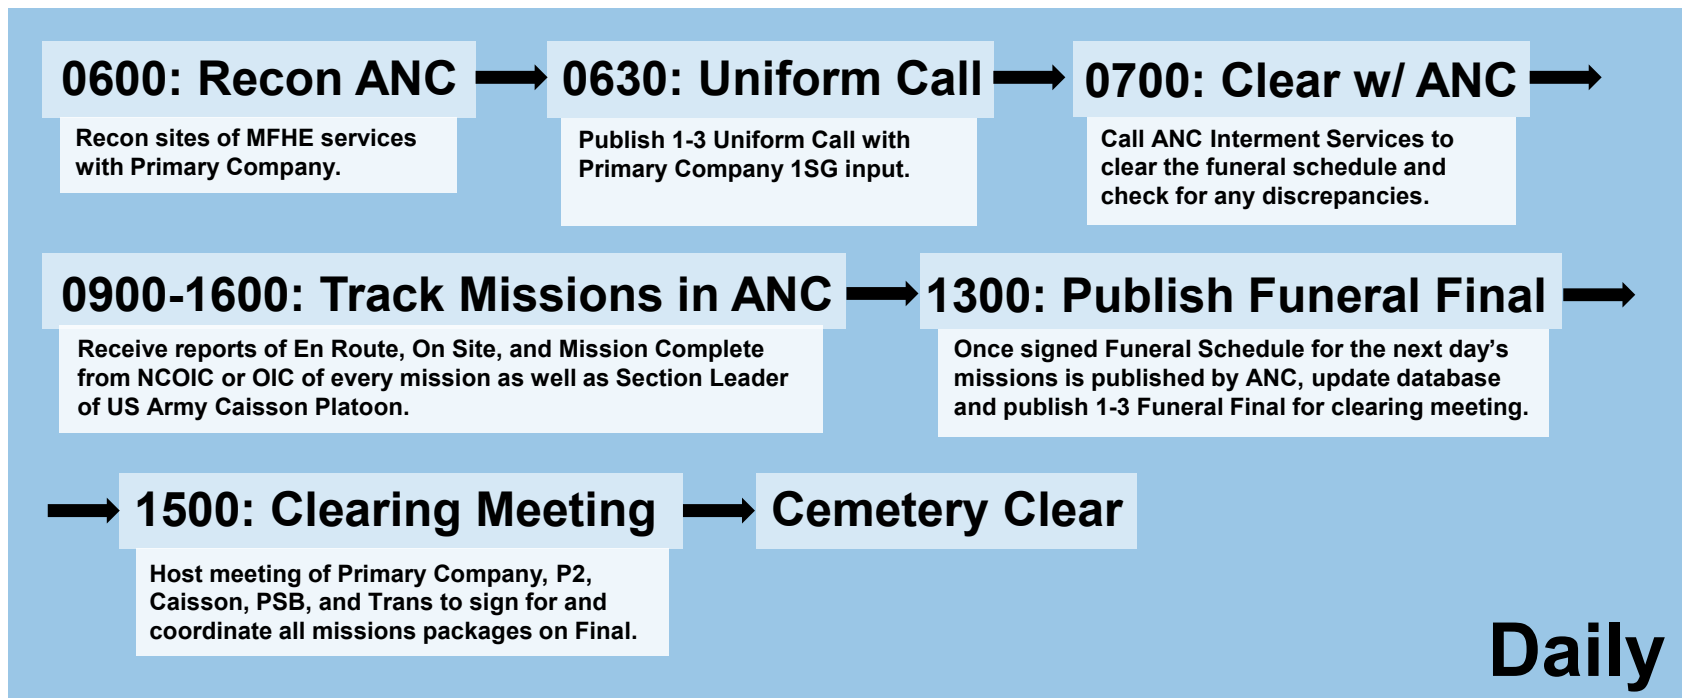 0600: Recon ANC
Recon sites of MFHE services
with Primary Company.
0630: Uniform Call
Publish 1-3 Uniform Call with
Primary Company 1SG input.
0700: Clear w/ ANC
Call ANC Interment Services to
clear the funeral schedule and
check for any discrepancies.
0900-1600: Track Missions in ANC
Receive reports of En Route, On Site, and Mission Complete
from NCOIC or OIC of every mission as well as Section Leader
of US Army Caisson Platoon.
1300: Publish Funeral Final
Once signed Funeral Schedule for the next day's
missions is published by ANC, update database
and publish 1-3 Funeral Final for clearing meeting.
1500: Clearing Meeting
Host meeting of Primary Company, P2,
Caisson, PSB, and Trans to sign for and
coordinate all missions packages on Final.
Cemetery Clear
Daily